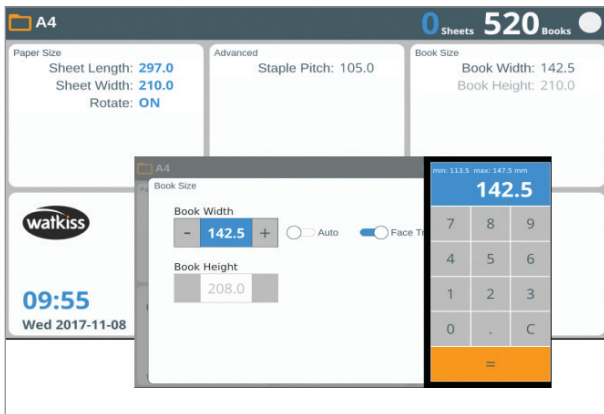 A4
0 Sheets 520 Books
Paper Size
Sheet Length: 297.0
Sheet Width: 210.0
Rotate: ON
Advanced
Staple Pitch: 105.0
Book Size
Book Width: 142.5
Book Height: 210.0
watkiss
09:55
Wed 2017-11-08
A4
Book Size
Book Width
- 142.5 +
Auto
Face Tr
Book Height
208.0
min: 113.5 max: 147.5 mm
142.5
7 8 9
4 5 6
1 2 3
0 . C
=